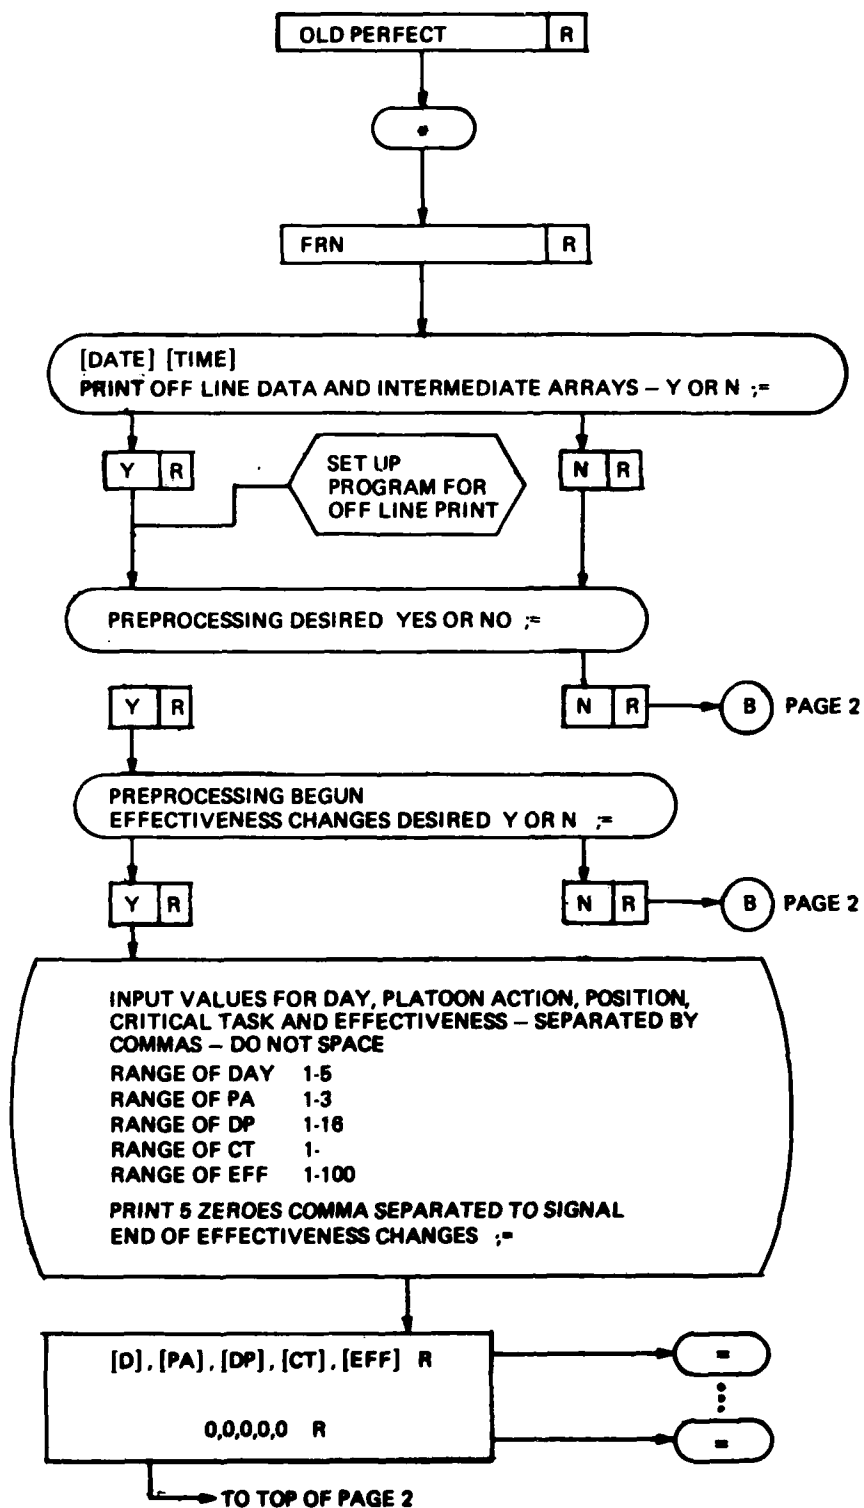 OLD PERFECT R
*
FRN R
[DATE] [TIME]
PRINT OFF LINE DATA AND INTERMEDIATE ARRAYS – Y OR N ;=
Y R
SET UP
PROGRAM FOR
OFF LINE PRINT
N R
PREPROCESSING DESIRED YES OR NO ;=
Y R
N R
B PAGE 2
PREPROCESSING BEGUN
EFFECTIVENESS CHANGES DESIRED Y OR N ;=
Y R
N R
B PAGE 2
INPUT VALUES FOR DAY, PLATOON ACTION, POSITION,
CRITICAL TASK AND EFFECTIVENESS – SEPARATED BY
COMMAS – DO NOT SPACE
RANGE OF DAY 1-5
RANGE OF PA 1-3
RANGE OF DP 1-16
RANGE OF CT 1-
RANGE OF EFF 1-100
PRINT 5 ZEROES COMMA SEPARATED TO SIGNAL
END OF EFFECTIVENESS CHANGES ;=
[D], [PA], [DP], [CT], [EFF] R
=
0,0,0,0,0 R
=
TO TOP OF PAGE 2